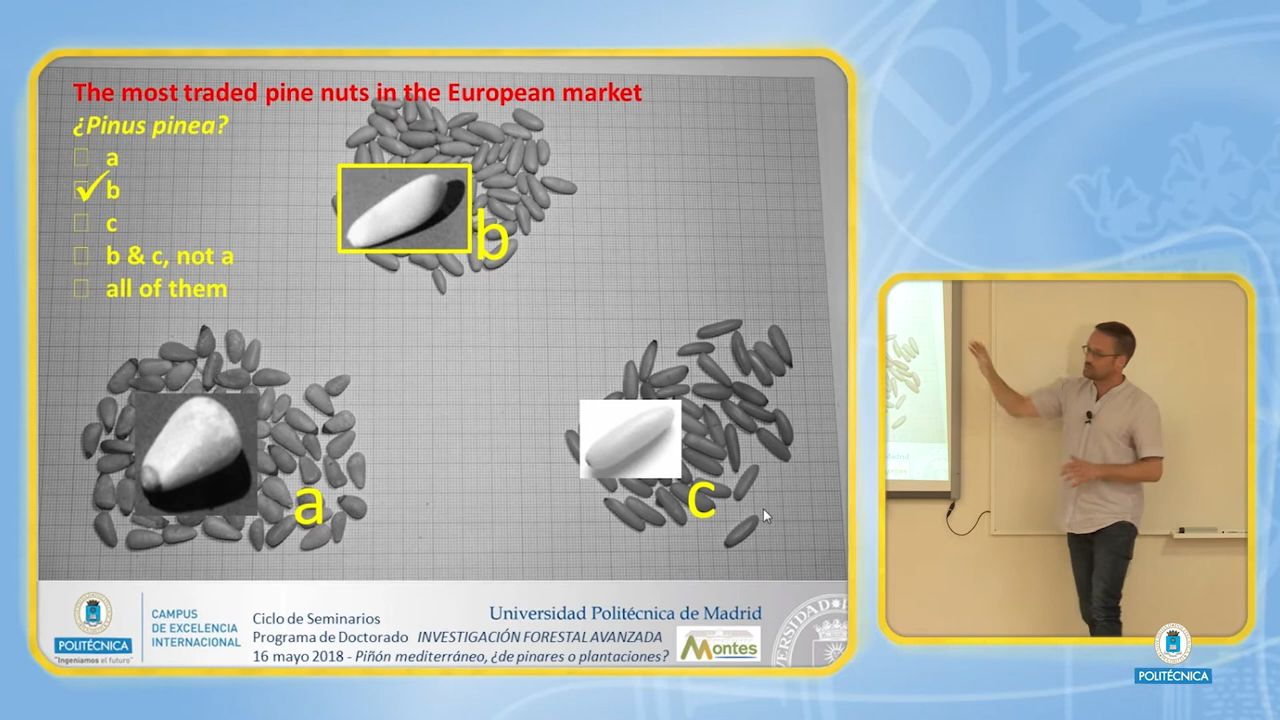 The most traded pine nuts in the European market
¿Pinus pinea?
a
b
c
b & c, not a
all of them
b
a
c
POLITÉCNICA
"Ingeniamos el futuro"
CAMPUS
DE EXCELENCIA
INTERNACIONAL
Ciclo de Seminarios
Universidad Politécnica de Madrid
Programa de Doctorado INVESTIGACIÓN FORESTAL AVANZADA
16 mayo 2018 - Piñón mediterráneo, ¿de pinares o plantaciones?
Montes
POLITÉCNICA